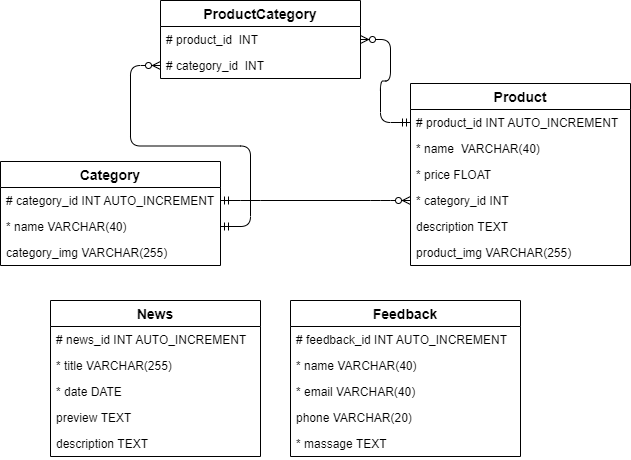 ProductCategory
# product_id  INT
# category_id  INT
Product
# product_id INT AUTO_INCREMENT
* name  VARCHAR(40)
* price FLOAT
* category_id INT
description TEXT
product_img VARCHAR(255)
Category
# category_id INT AUTO_INCREMENT
* name VARCHAR(40)
category_img VARCHAR(255)
News
# news_id INT AUTO_INCREMENT
* title VARCHAR(255)
* date DATE
preview TEXT
description TEXT
Feedback
# feedback_id INT AUTO_INCREMENT
* name VARCHAR(40)
* email VARCHAR(40)
phone VARCHAR(20)
* massage TEXT